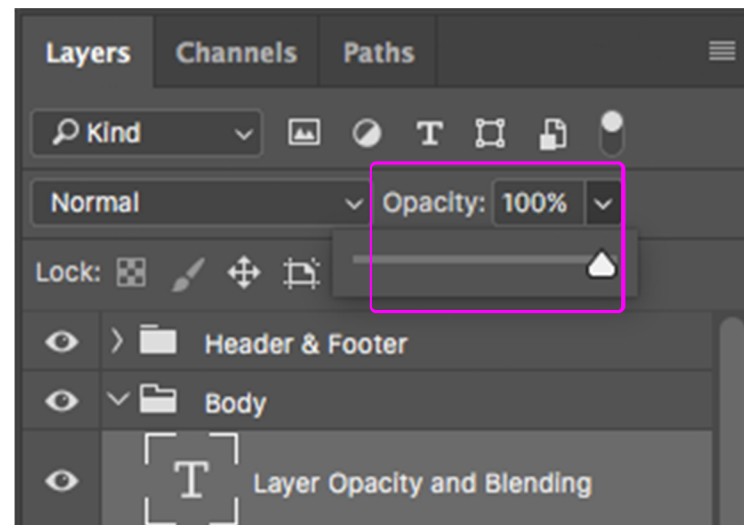 Layers Channels Paths
Kind T
Normal Opacity: 100%
Lock:
Header & Footer
Body
T Layer Opacity and Blending